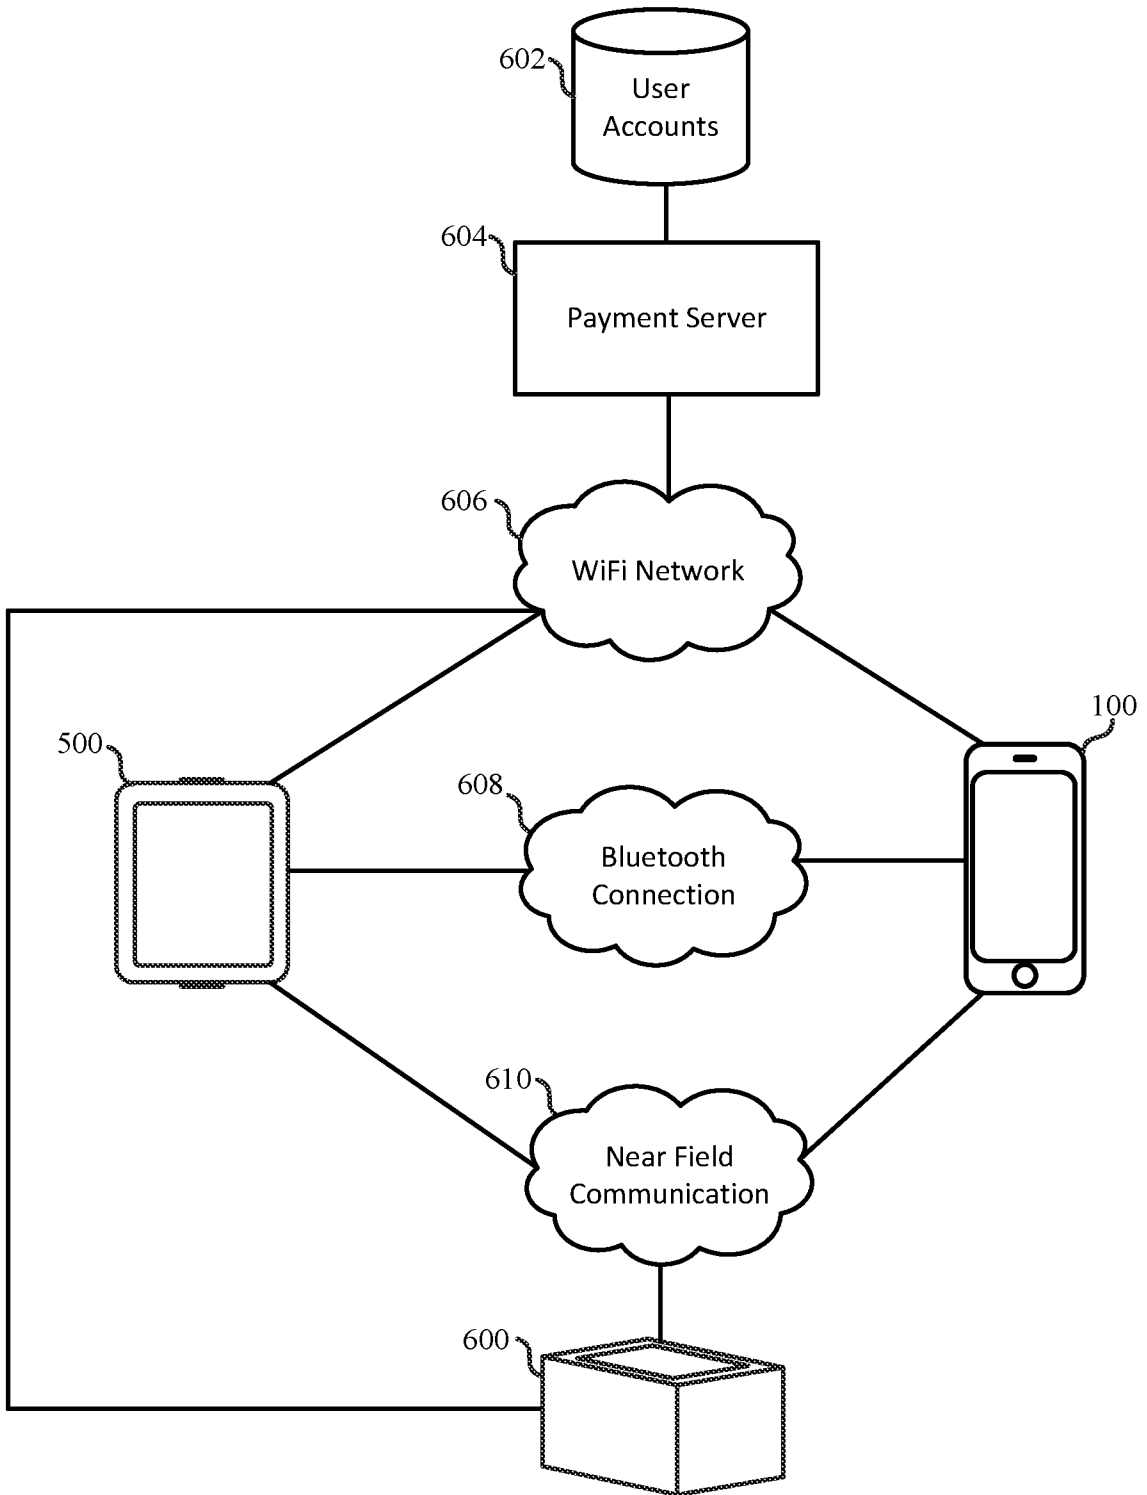 602
User
Accounts
604
Payment Server
606
WiFi Network
100
500
608
Bluetooth
Connection
610
Near Field
Communication
600